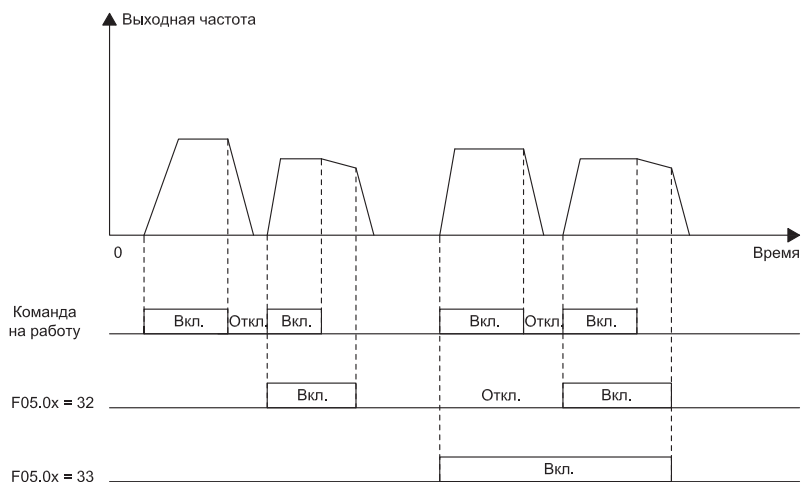 Выходная частота
0
Время
Команда
на работу
Вкл.
Откл.
Вкл.
Вкл.
Откл.
Вкл.
F05.0x = 32
Вкл.
Откл.
Вкл.
F05.0x = 33
Вкл.